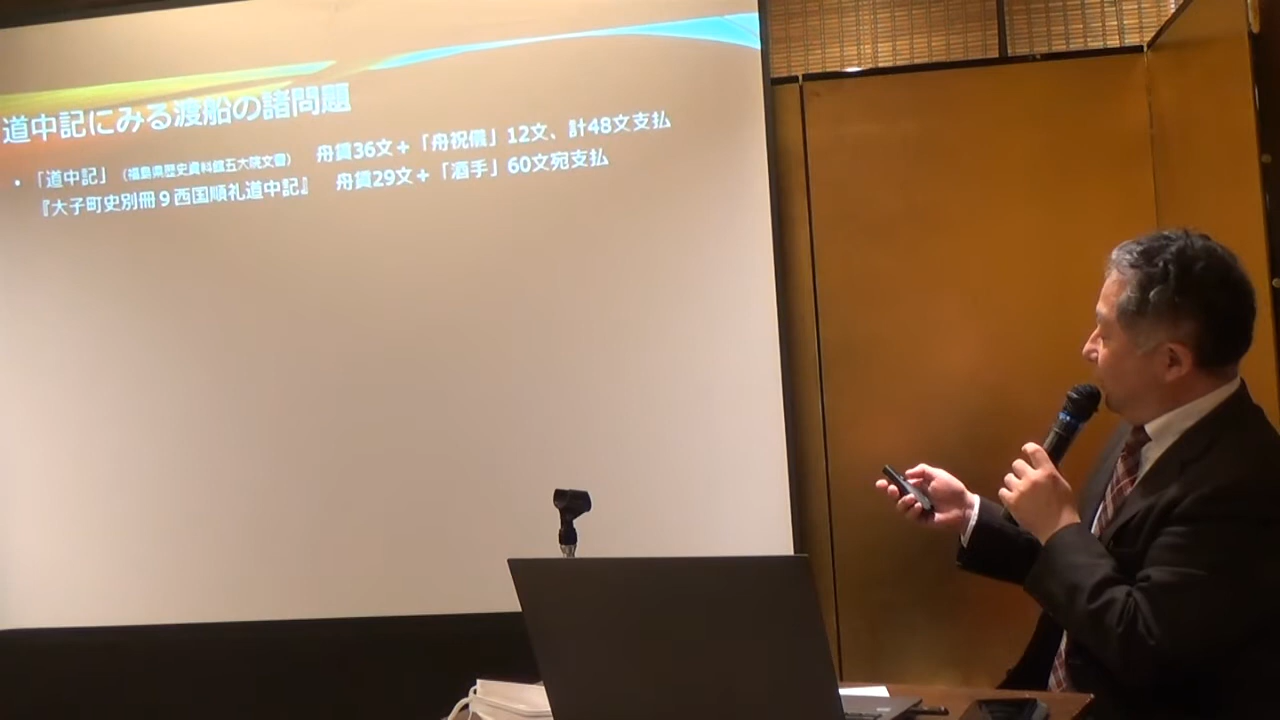 道中記にみる渡船の諸問題
・「道中記」（福島県歴史資料館五大院文書） 舟賃36文＋「舟祝儀」12文、計48文支払
『大子町史別冊９西国順礼道中記』 舟賃29文＋「酒手」60文宛支払